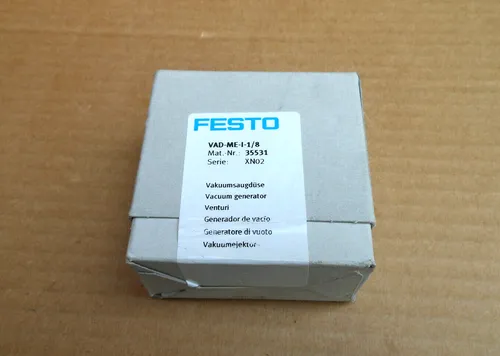 FESTO
VAD-ME-I-1/8
Mat.-Nr.: 35531
Serie: XN02
Vakuumsaugdüse
Vacuum generator
Venturi
Generador de vacío
Generatore di vuoto
Vakuumejektor